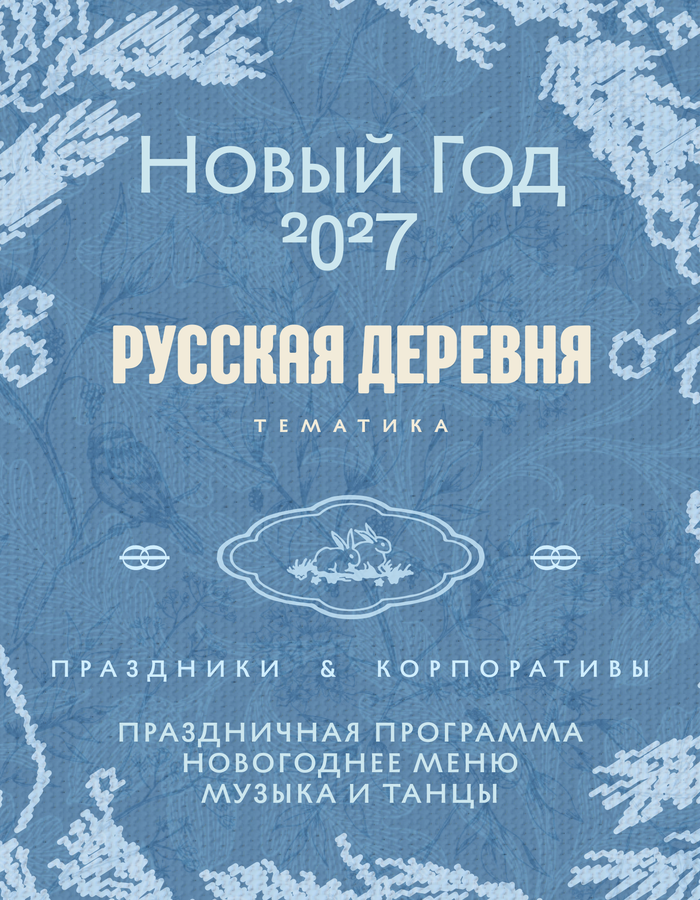 Новый Год
2027
РУССКАЯ ДЕРЕВНЯ
ТЕМАТИКА
ПРАЗДНИКИ & КОРПОРАТИВЫ
ПРАЗДНИЧНАЯ ПРОГРАММА
НОВОГОДНЕЕ МЕНЮ
МУЗЫКА И ТАНЦЫ